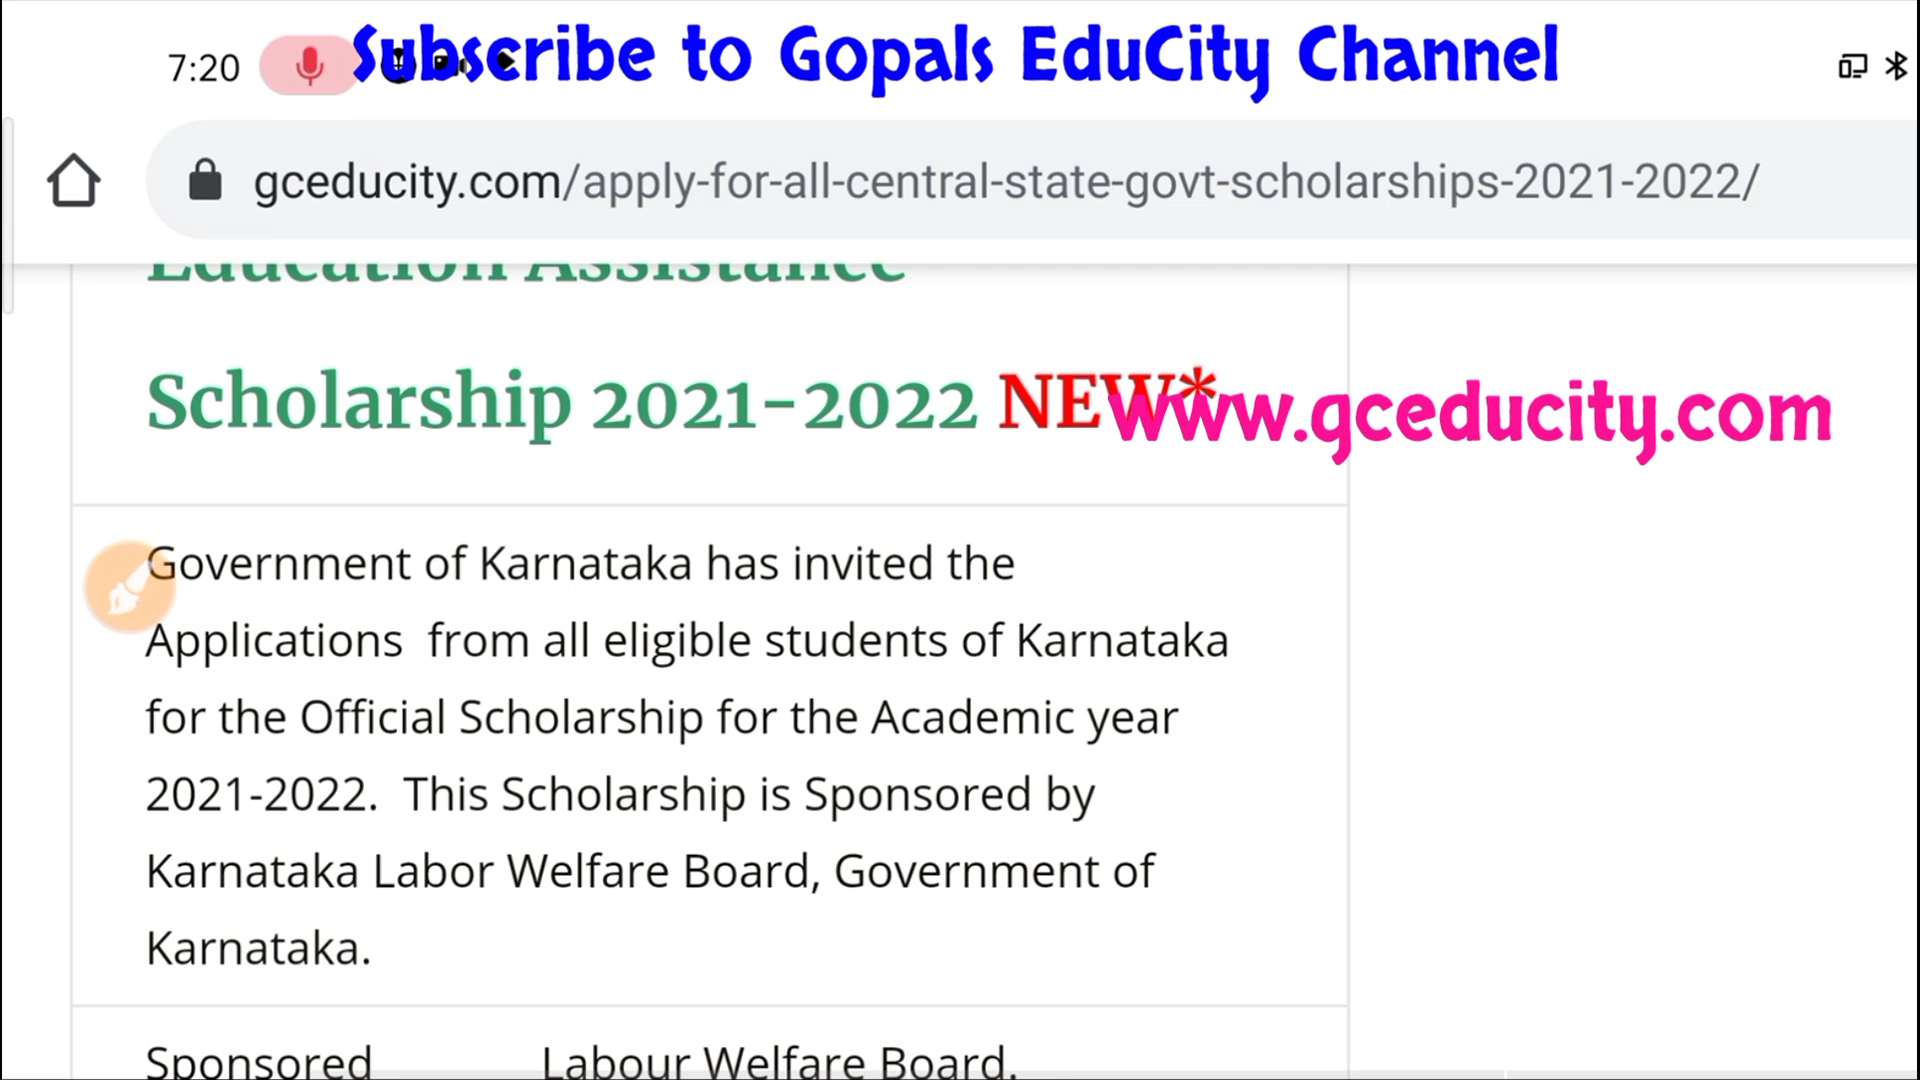 Subscribe to Gopals EduCity Channel
7:20
gceducity.com/apply-for-all-central-state-govt-scholarships-2021-2022/
Education Assistance
Scholarship 2021-2022 NEW*
www.gceducity.com
Government of Karnataka has invited the
Applications  from all eligible students of Karnataka
for the Official Scholarship for the Academic year
2021-2022.  This Scholarship is Sponsored by
Karnataka Labor Welfare Board, Government of
Karnataka.
Sponsored Labour Welfare Board.